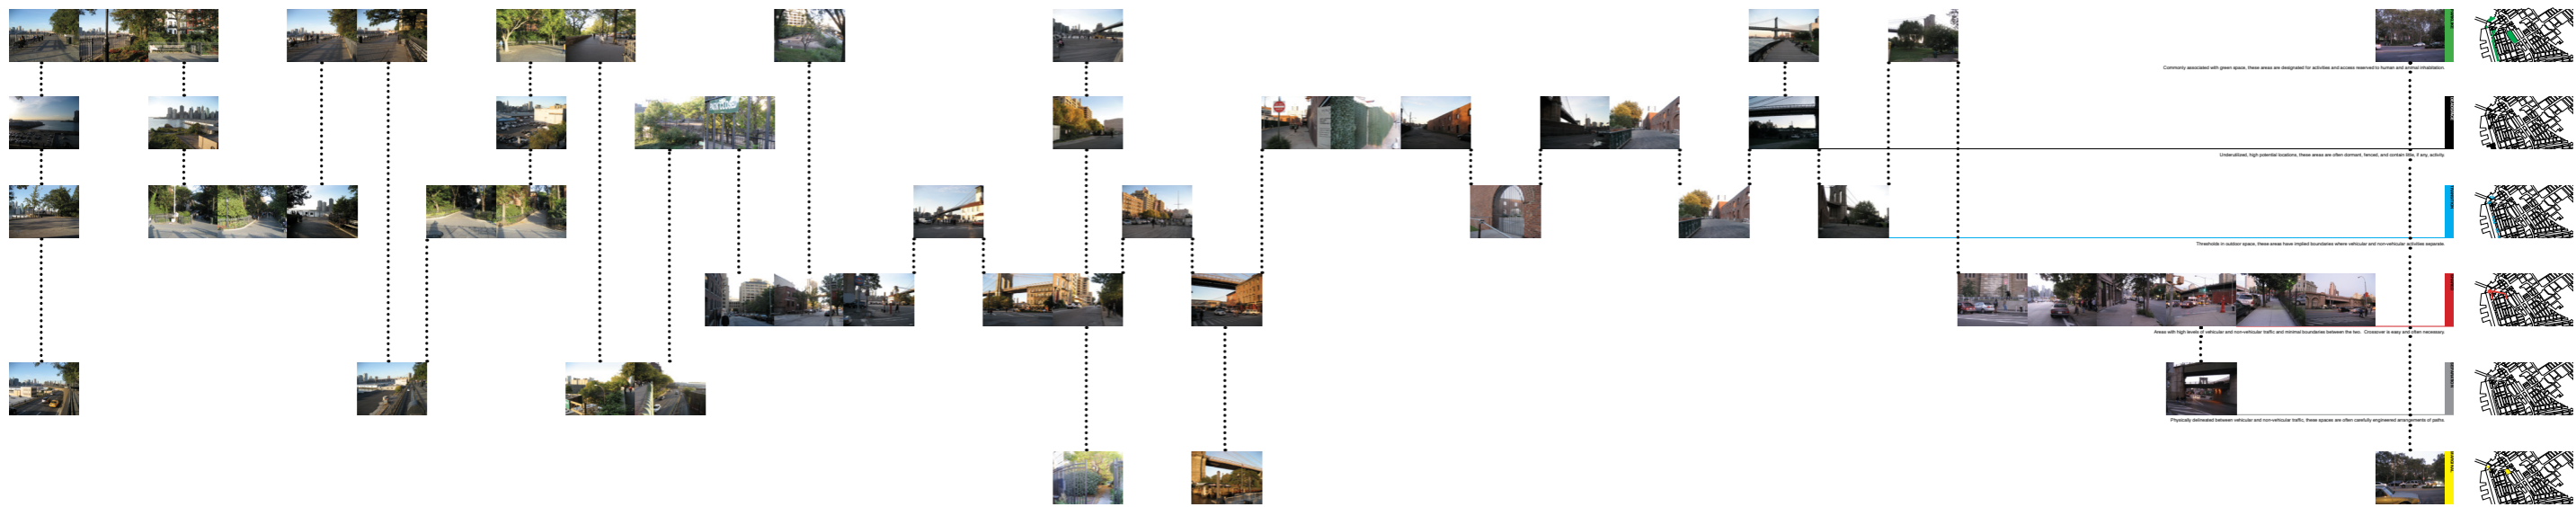 Commonly associated with green space, these areas are designated for activities and access reserved to human and animal inhabitation.
Underutilized, high potential locations, these areas are often dormant, fenced, and contain little, if any, activity.
Thresholds in outdoor space, these areas have implied boundaries where vehicular and non-vehicular activities separate.
Areas with high levels of vehicular and non-vehicular traffic and minimal boundaries between the two. Crossover is easy and often necessary.
Physically delineated between vehicular and non-vehicular traffic, these spaces are often carefully engineered arrangements of paths.